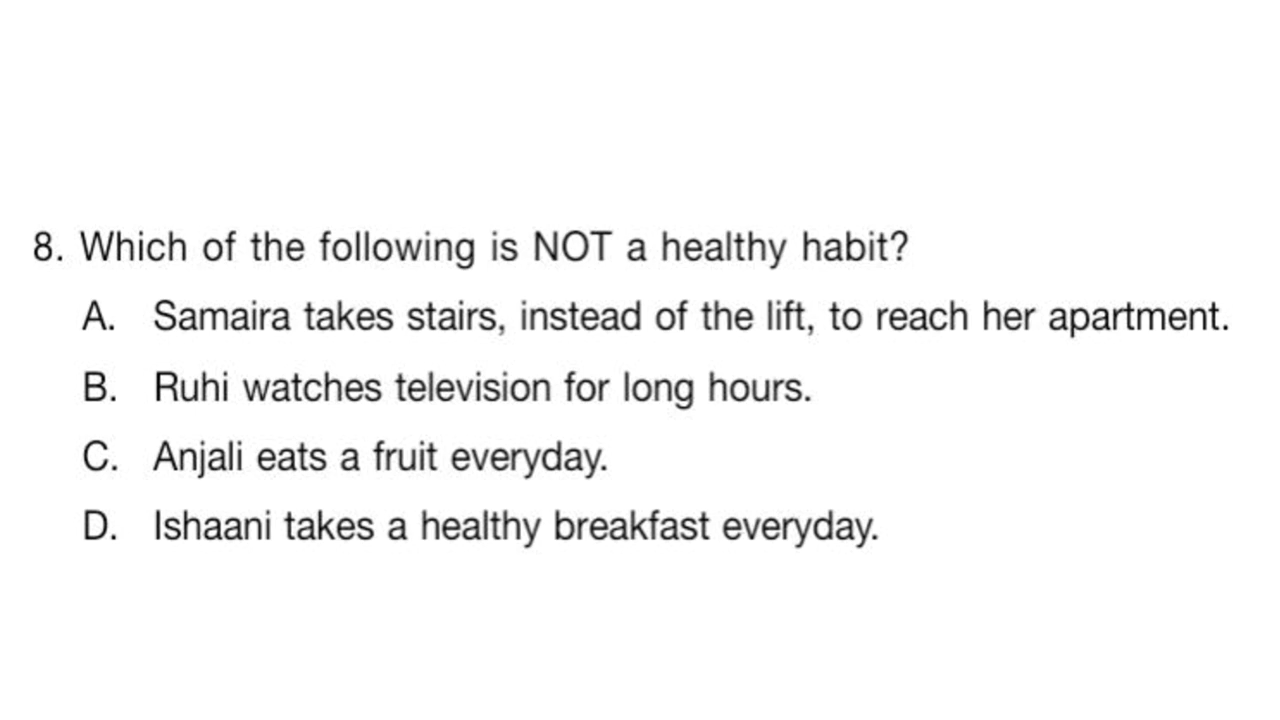 8. Which of the following is NOT a healthy habit?
A. Samaira takes stairs, instead of the lift, to reach her apartment.
B. Ruhi watches television for long hours.
C. Anjali eats a fruit everyday.
D. Ishaani takes a healthy breakfast everyday.